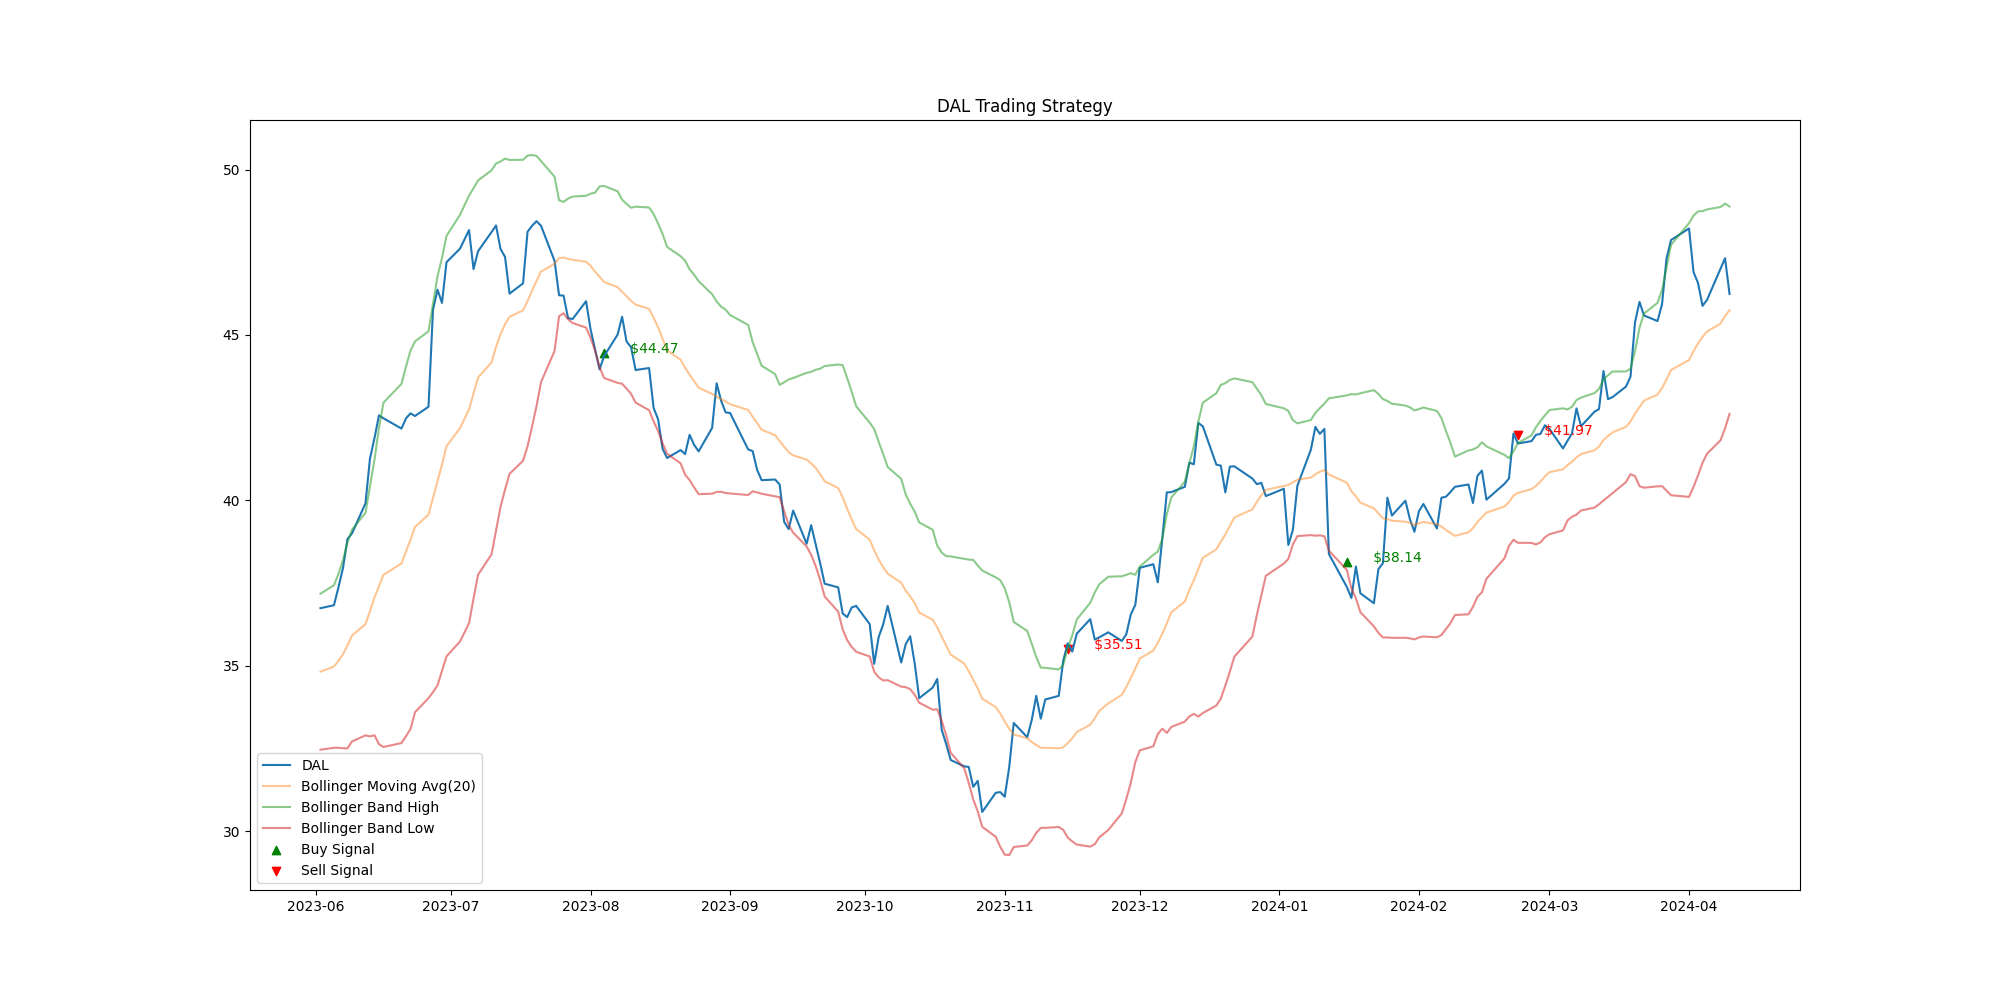 DAL Trading Strategy
50
45
40
35
30
$44.47
$41.97
$38.14
$35.51
DAL
Bollinger Moving Avg(20)
Bollinger Band High
Bollinger Band Low
Buy Signal
Sell Signal
2023-06 2023-07 2023-08 2023-09 2023-10 2023-11 2023-12 2024-01 2024-02 2024-03 2024-04